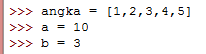 >>> angka = [1,2,3,4,5]
>>> a = 10
>>> b = 3